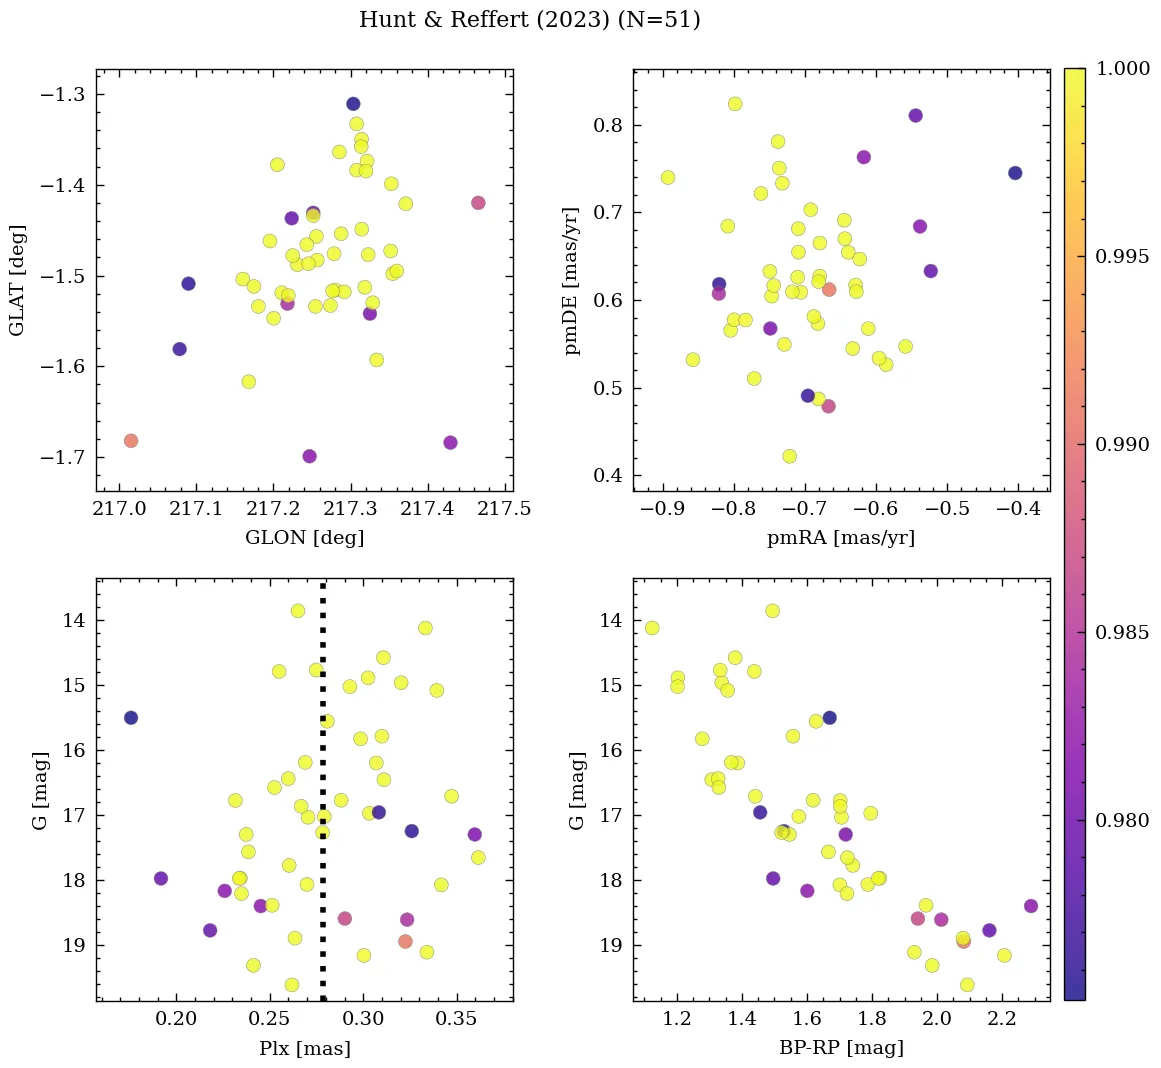 Hunt & Reffert (2023) (N=51)
−1.3
−1.4
−1.5
−1.6
−1.7
GLAT [deg]
217.0 217.1 217.2 217.3 217.4 217.5
GLON [deg]
0.8
0.7
0.6
0.5
0.4
pmDE [mas/yr]
−0.9 −0.8 −0.7 −0.6 −0.5 −0.4
pmRA [mas/yr]
1.000
0.995
0.990
0.985
0.980
14
15
16
17
18
19
G [mag]
0.20 0.25 0.30 0.35
Plx [mas]
14
15
16
17
18
19
G [mag]
1.2 1.4 1.6 1.8 2.0 2.2
BP-RP [mag]